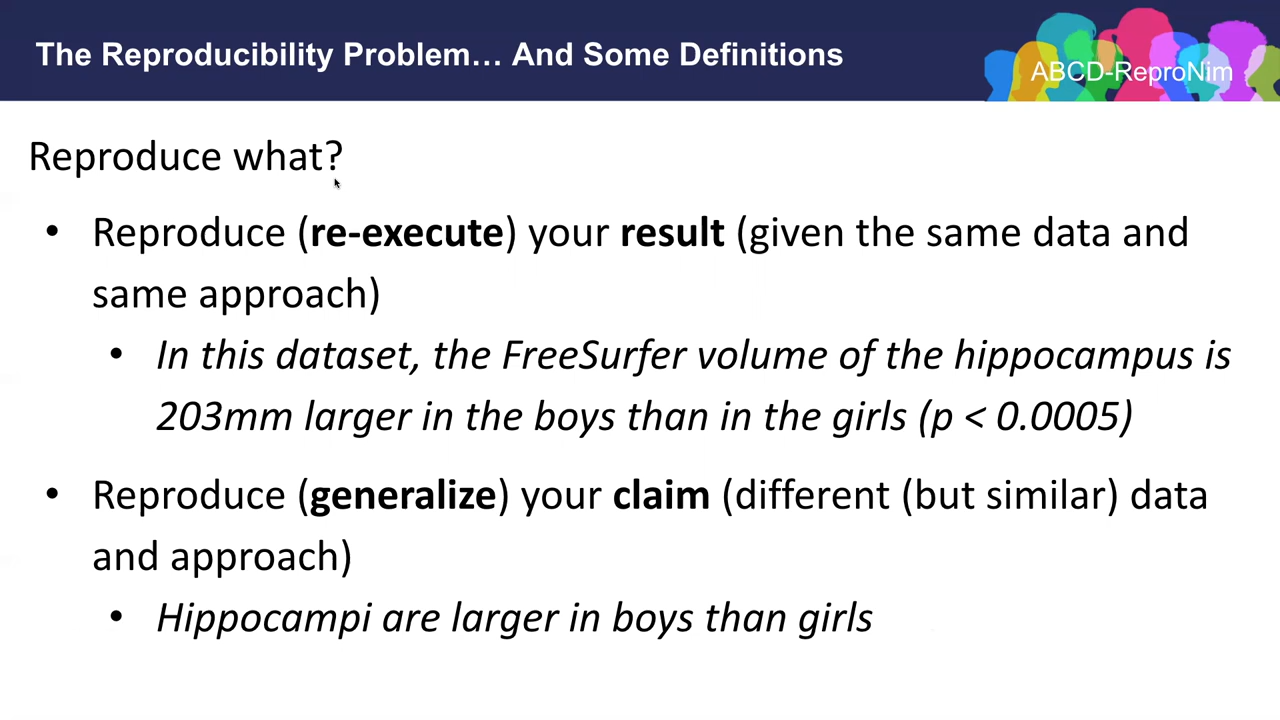 The Reproducibility Problem… And Some Definitions
ABCD-ReproNim
Reproduce what?
• Reproduce (re-execute) your result (given the same data and
same approach)
• In this dataset, the FreeSurfer volume of the hippocampus is
203mm larger in the boys than in the girls (p < 0.0005)
• Reproduce (generalize) your claim (different (but similar) data
and approach)
• Hippocampi are larger in boys than girls